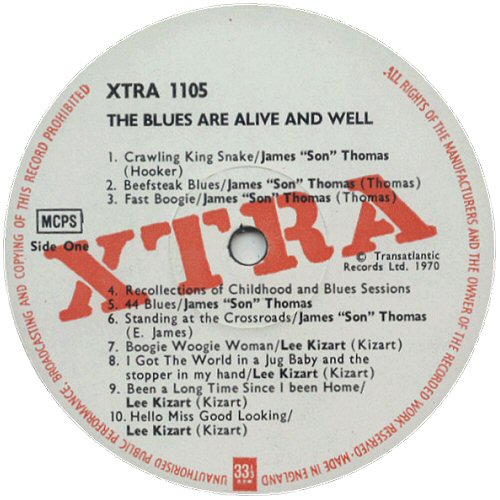 XTRA 1105
THE BLUES ARE ALIVE AND WELL
1. Crawling King Snake/James "Son" Thomas
(Hooker)
2. Beefsteak Blues/James "Son" Thomas (Thomas)
3. Fast Boogie/James "Son" Thomas (Thomas)
MCPS
Side One
XTRA
© Transatlantic
Records Ltd. 1970
4. Recollections of Childhood and Blues Sessions
5. 44 Blues/James "Son" Thomas
6. Standing at the Crossroads/James "Son" Thomas
(E. James)
7. Boogie Woogie Woman/Lee Kizart (Kizart)
8. I Got The World in a Jug Baby and the
stopper in my hand/Lee Kizart (Kizart)
9. Been a Long Time Since I been Home/
Lee Kizart (Kizart)
10. Hello Miss Good Looking/
Lee Kizart (Kizart)
33⅓
RPM
ALL RIGHTS OF THE MANUFACTURERS AND THE OWNER OF THE RECORDED WORK RESERVED · MADE IN ENGLAND
UNAUTHORISED PUBLIC PERFORMANCE, BROADCASTING AND COPYING OF THIS RECORD PROHIBITED